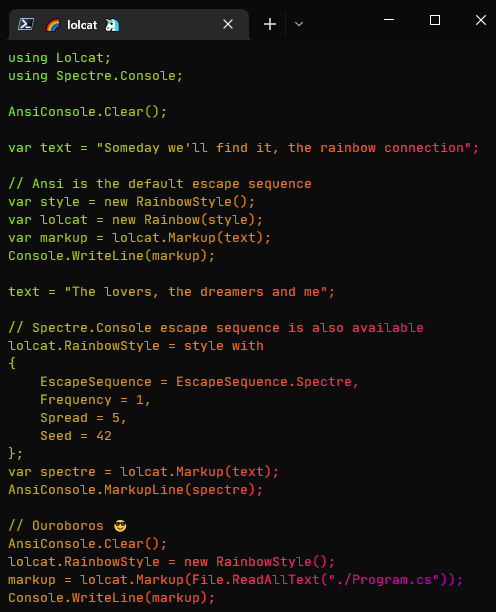 🌈 lolcat 🦄
using Lolcat;
using Spectre.Console;

AnsiConsole.Clear();

var text = "Someday we'll find it, the rainbow connection";

// Ansi is the default escape sequence
var style = new RainbowStyle();
var lolcat = new Rainbow(style);
var markup = lolcat.Markup(text);
Console.WriteLine(markup);

text = "The lovers, the dreamers and me";

// Spectre.Console escape sequence is also available
lolcat.RainbowStyle = style with
{
    EscapeSequence = EscapeSequence.Spectre,
    Frequency = 1,
    Spread = 5,
    Seed = 42
};
var spectre = lolcat.Markup(text);
AnsiConsole.MarkupLine(spectre);

// Ouroboros 😎
AnsiConsole.Clear();
lolcat.RainbowStyle = new RainbowStyle();
markup = lolcat.Markup(File.ReadAllText("./Program.cs"));
Console.WriteLine(markup);